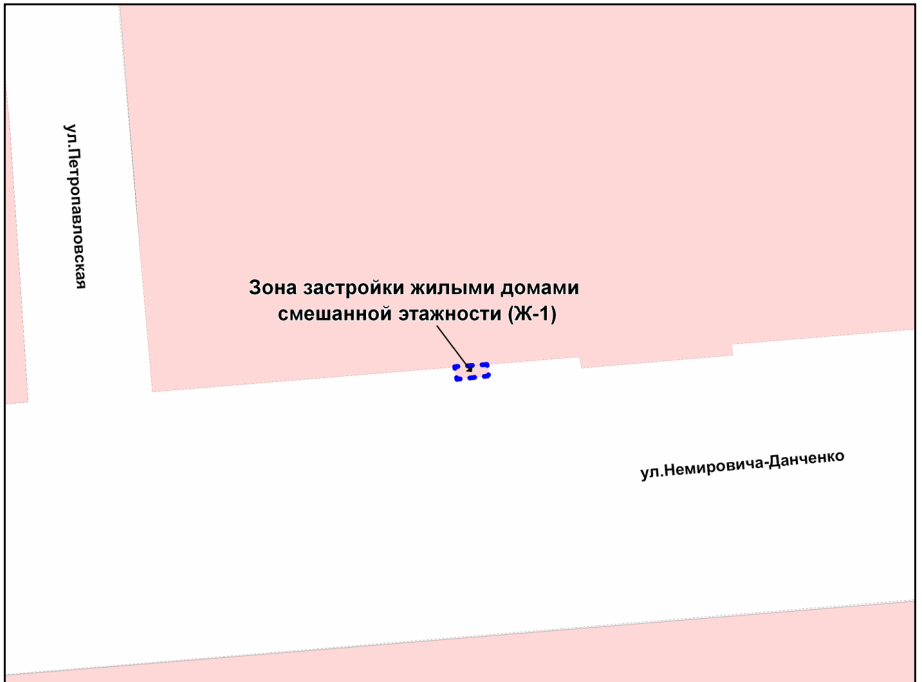 ул.Петропавловская
Зона застройки жилыми домами
смешанной этажности (Ж-1)
ул.Немировича-Данченко